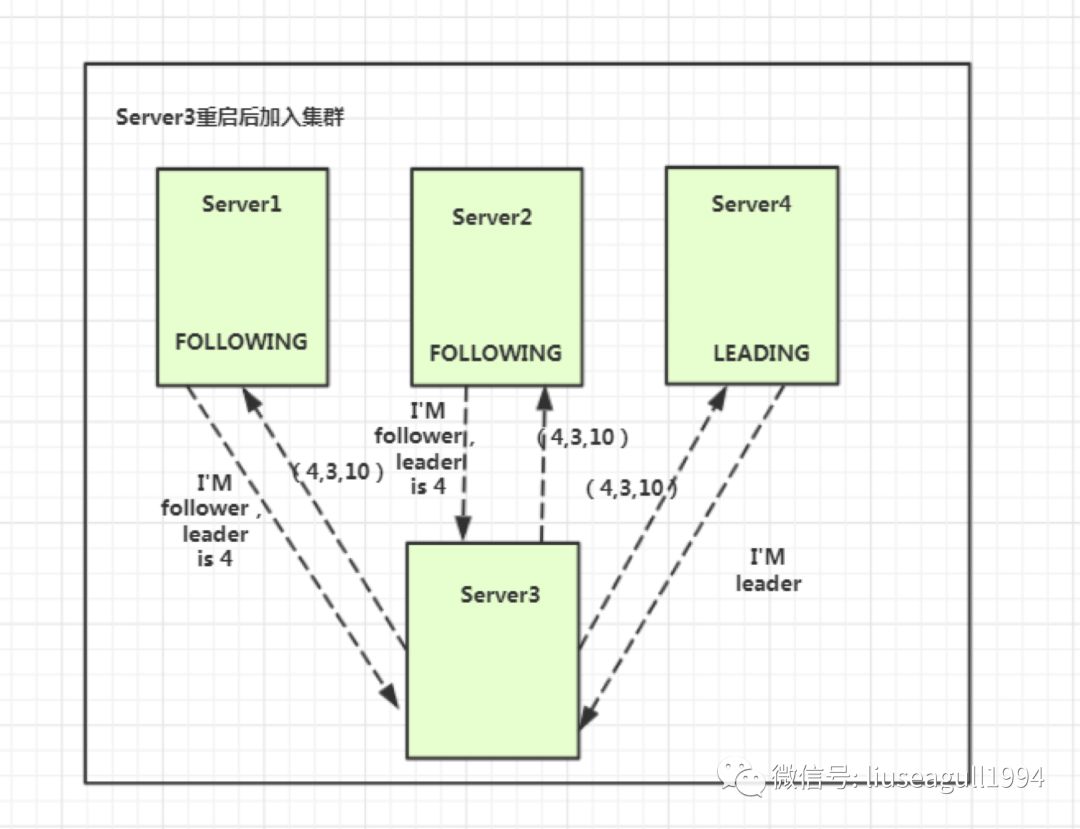 Server3重启后加入集群
Server1
Server2
Server4
FOLLOWING
FOLLOWING
LEADING
I'M
follower，
leader
is 4
（4,3,10）
I'M
follower，
leader
is 4
（4,3,10）
（4,3,10）
I'M
leader
Server3
微信号: liuseagull1994